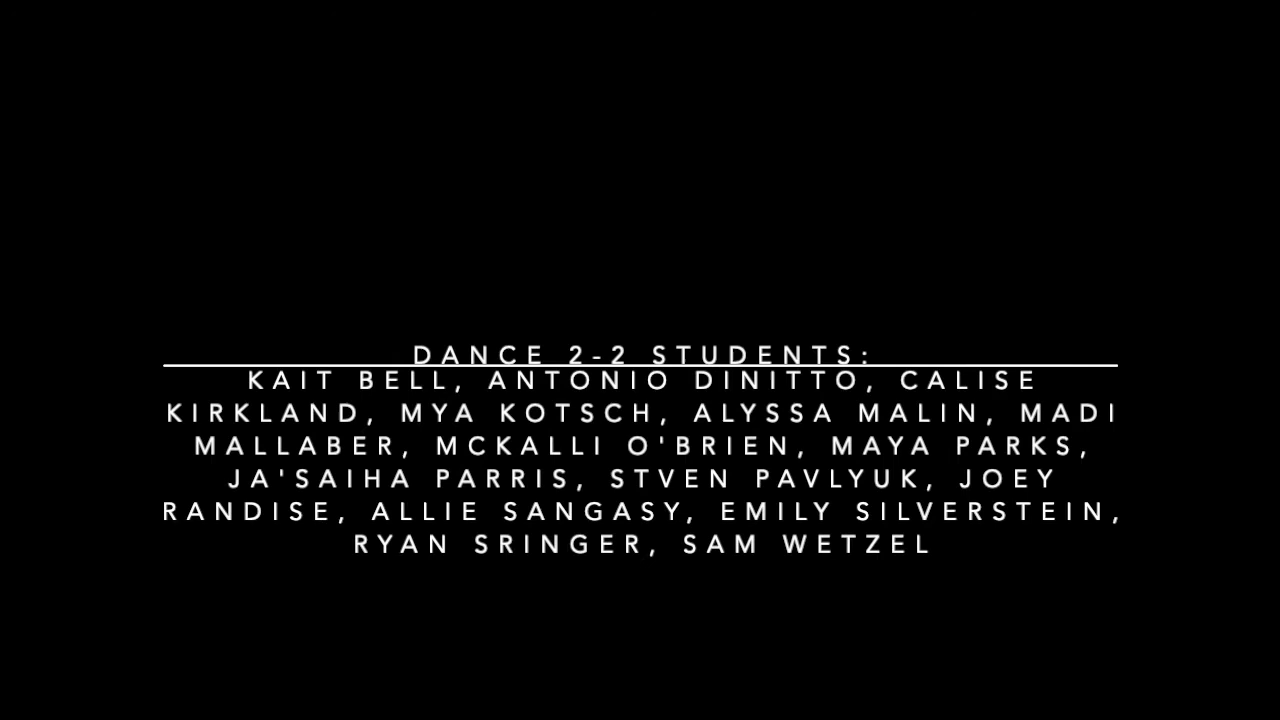 DANCE 2-2 STUDENTS:
KAIT BELL, ANTONIO DINITTO, CALISE
KIRKLAND, MYA KOTSCH, ALYSSA MALIN, MADI
MALLABER, MCKALLI O'BRIEN, MAYA PARKS,
JA'SAIHA PARRIS, STVEN PAVLYUK, JOEY
RANDISE, ALLIE SANGASY, EMILY SILVERSTEIN,
RYAN SRINGER, SAM WETZEL